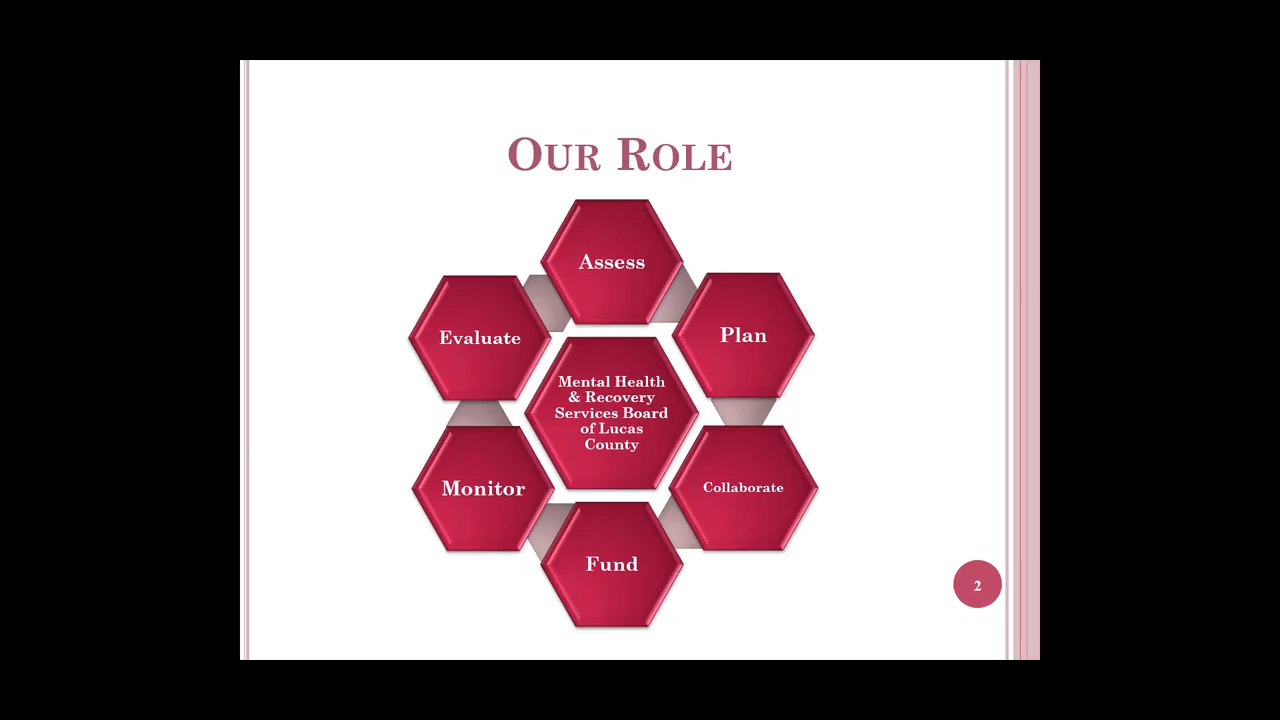 OUR ROLE
Assess
Plan
Collaborate
Fund
Monitor
Evaluate
Mental Health
& Recovery
Services Board
of Lucas
County
2